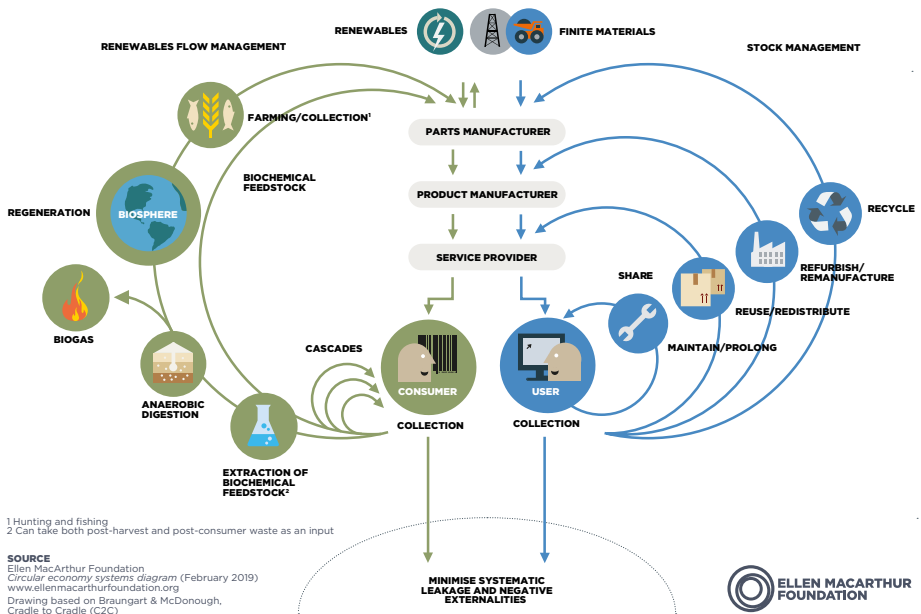 RENEWABLES
FINITE MATERIALS
RENEWABLES FLOW MANAGEMENT
STOCK MANAGEMENT
FARMING/COLLECTION¹
PARTS MANUFACTURER
BIOCHEMICAL
FEEDSTOCK
PRODUCT MANUFACTURER
REGENERATION
BIOSPHERE
RECYCLE
SERVICE PROVIDER
SHARE
REFURBISH/
REMANUFACTURE
REUSE/REDISTRIBUTE
BIOGAS
CASCADES
MAINTAIN/PROLONG
CONSUMER
USER
ANAEROBIC
DIGESTION
COLLECTION
COLLECTION
EXTRACTION OF
BIOCHEMICAL
FEEDSTOCK²
1 Hunting and fishing
2 Can take both post-harvest and post-consumer waste as an input
SOURCE
Ellen MacArthur Foundation
Circular economy systems diagram (February 2019)
www.ellenmacarthurfoundation.org
Drawing based on Braungart & McDonough,
Cradle to Cradle (C2C)
MINIMISE SYSTEMATIC
LEAKAGE AND NEGATIVE
EXTERNALITIES
ELLEN MACARTHUR
FOUNDATION